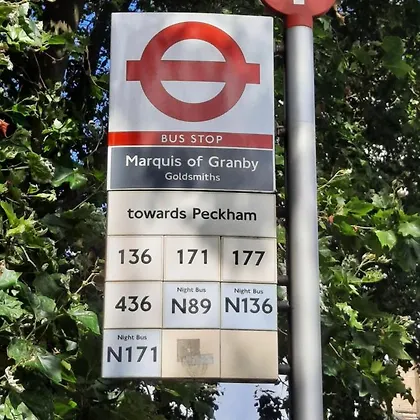 BUS STOP
Marquis of Granby
Goldsmiths
towards Peckham
136 171 177
Night Bus Night Bus
436 N89 N136
Night Bus
N171